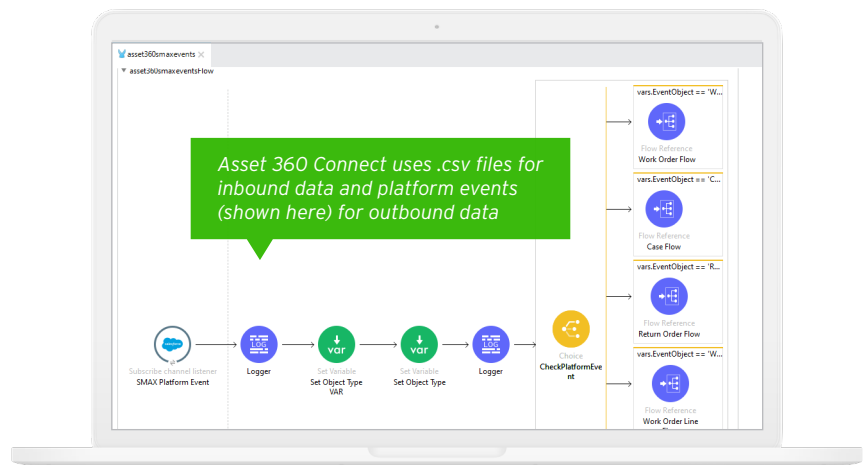 asset360smaxevents
asset360smaxeventsFlow
vars.EventObject == 'W...
Flow Reference
Work Order Flow
Asset 360 Connect uses .csv files for
inbound data and platform events
(shown here) for outbound data
vars.EventObject == 'C...
Flow Reference
Case Flow
vars.EventObject == 'R...
Flow Reference
Return Order Flow
Subscribe channel listener
SMAX Platform Event
LOG
Logger
var
Set Variable
Set Object Type
VAR
var
Set Variable
Set Object Type
LOG
Logger
Choice
CheckPlatformEve
nt
vars.EventObject == 'W...
Flow Reference
Work Order Line